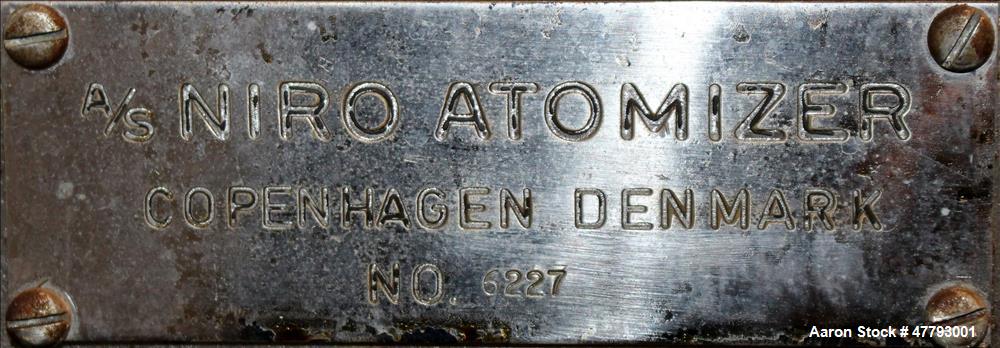 A/S NIRO ATOMIZER
COPENHAGEN DENMARK
NO. 6227
Aaron Stock # 47793001